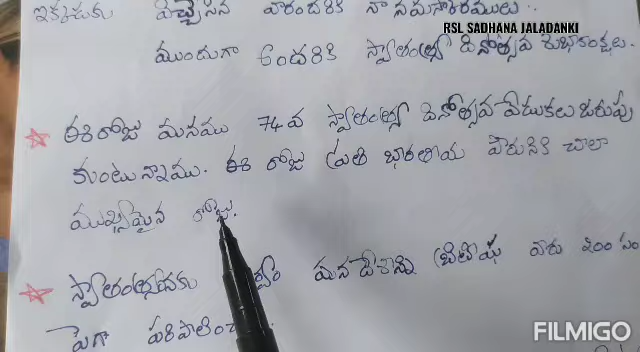 RSL SADHANA JALADANKI
ఇక్కడకు విచ్చేసిన వారందరికి నా నమస్కారములు..
ముందుగా అందరికి స్వాతంత్ర్య దినోత్సవ శుభాకాంక్షలు.
ఈ రోజు మనము 74వ స్వాతంత్ర్య దినోత్సవ వేడుకలు జరుపు
కుంటున్నాము. ఈ రోజు ప్రతి భారతీయ పౌరునికి చాలా
ముఖ్యమైన రోజు.
స్వాతంత్ర్యమునకు మన దేశాన్ని బ్రిటీషు వారు 200 సం
పైగా
FILMIGO